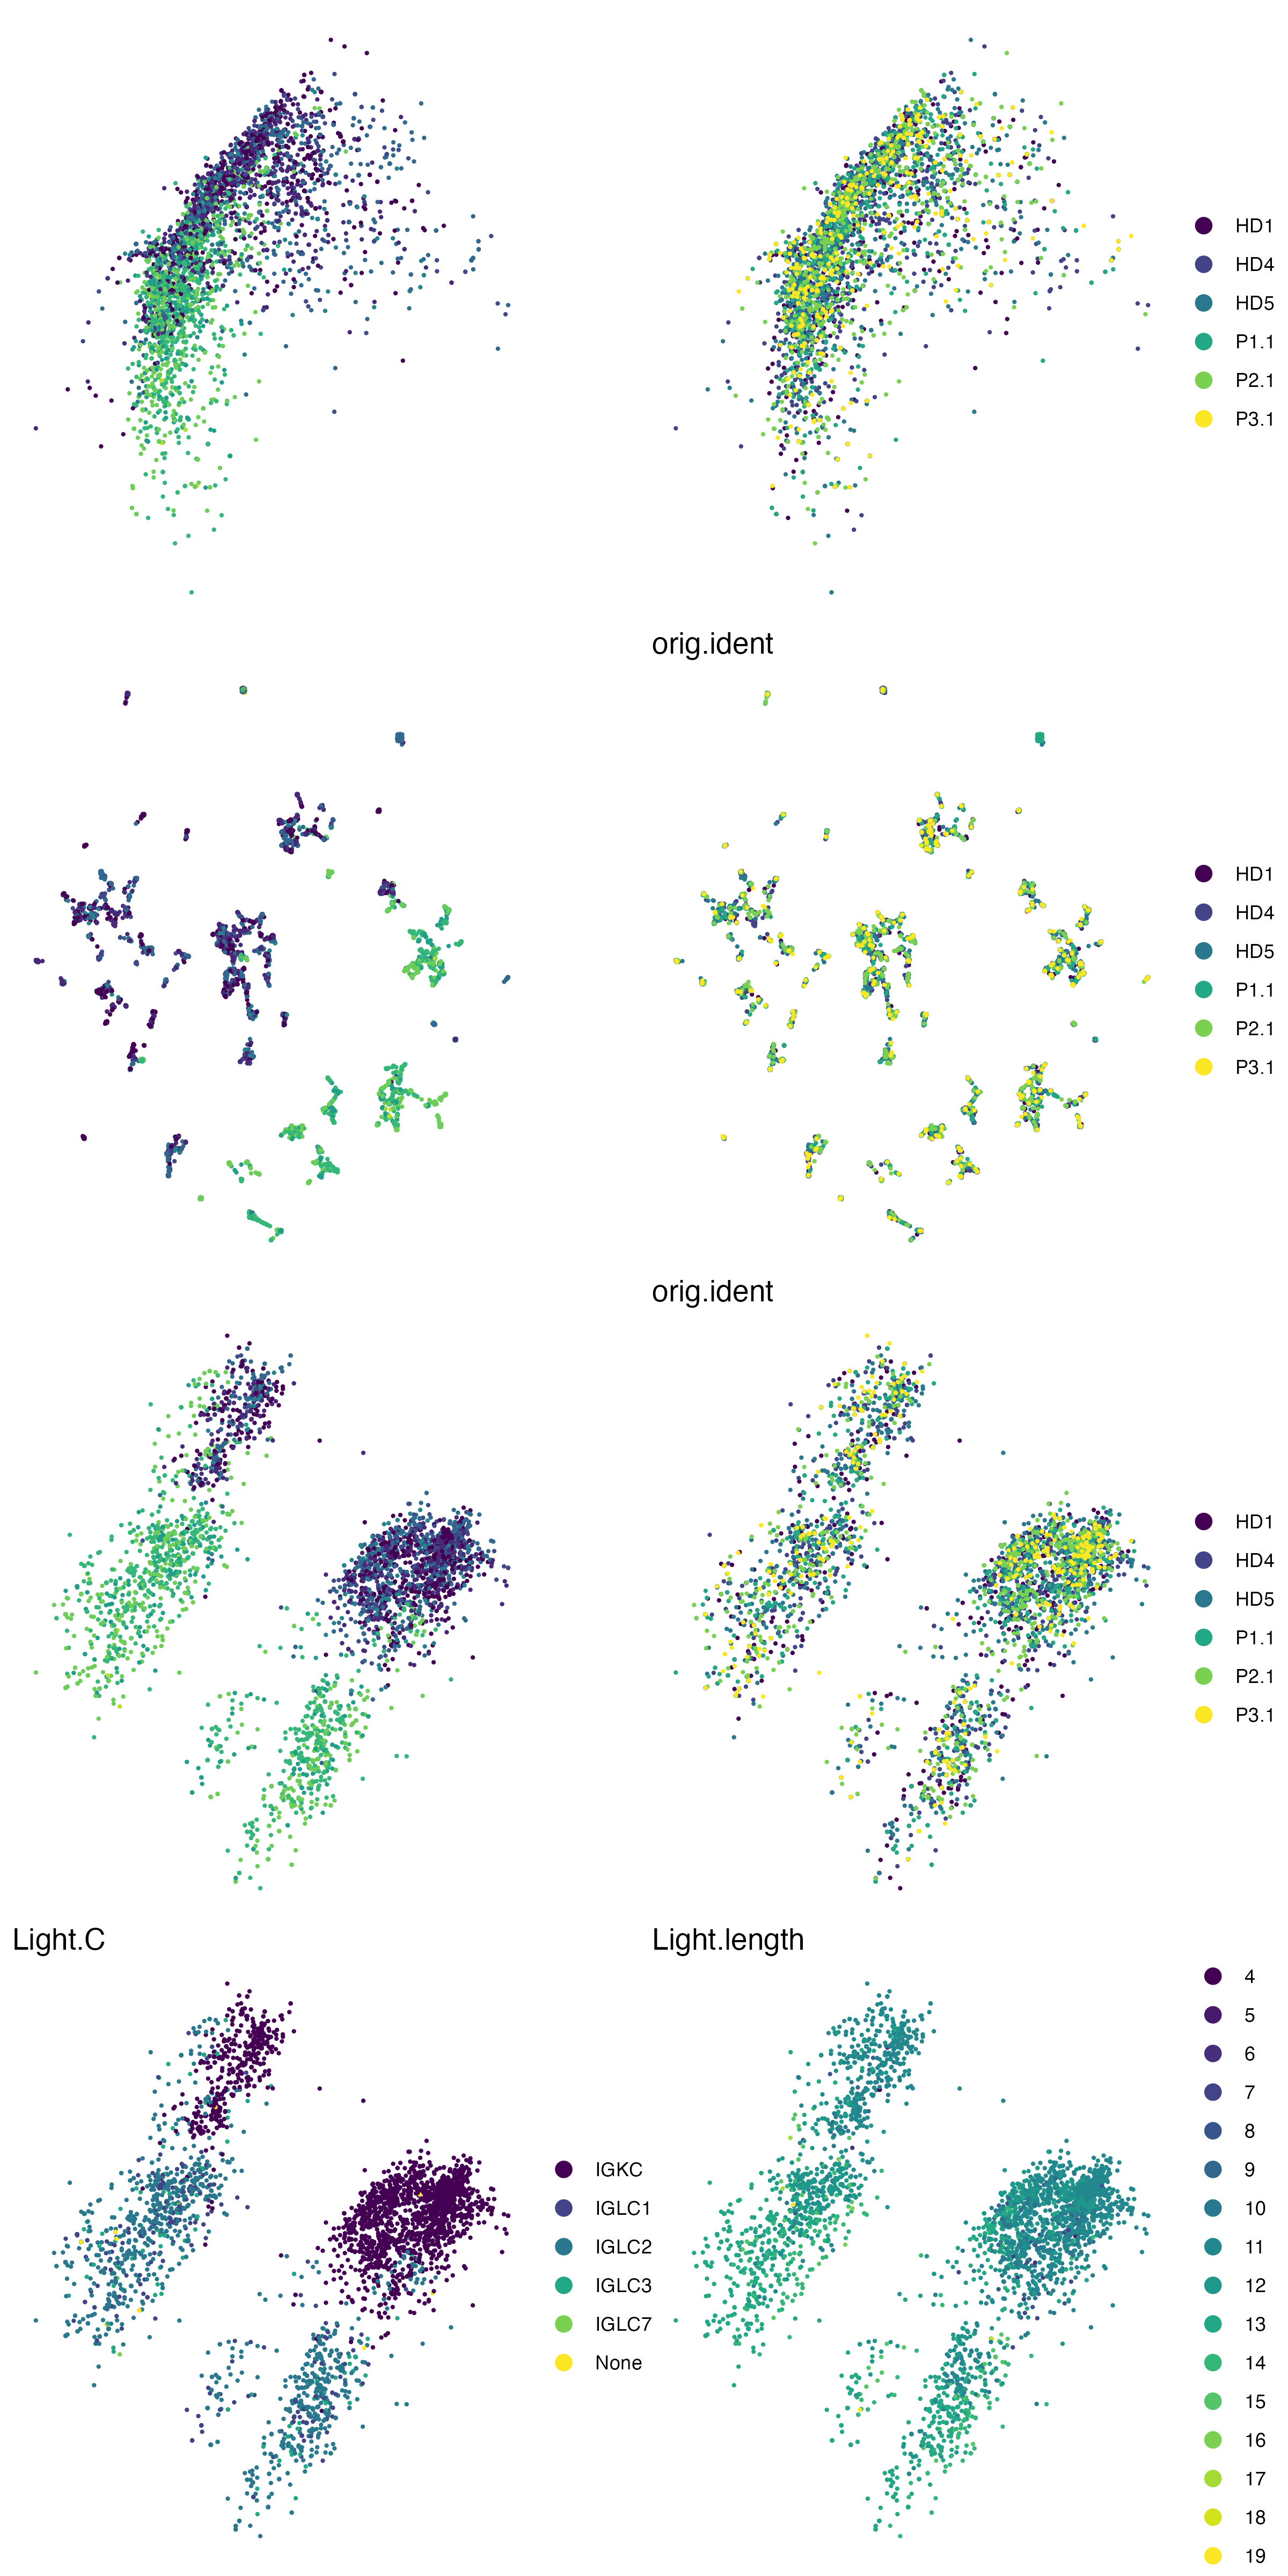 HD1
HD4
HD5
P1.1
P2.1
P3.1
orig.ident
HD1
HD4
HD5
P1.1
P2.1
P3.1
orig.ident
HD1
HD4
HD5
P1.1
P2.1
P3.1
Light.C
IGKC
IGLC1
IGLC2
IGLC3
IGLC7
None
Light.length
4
5
6
7
8
9
10
11
12
13
14
15
16
17
18
19